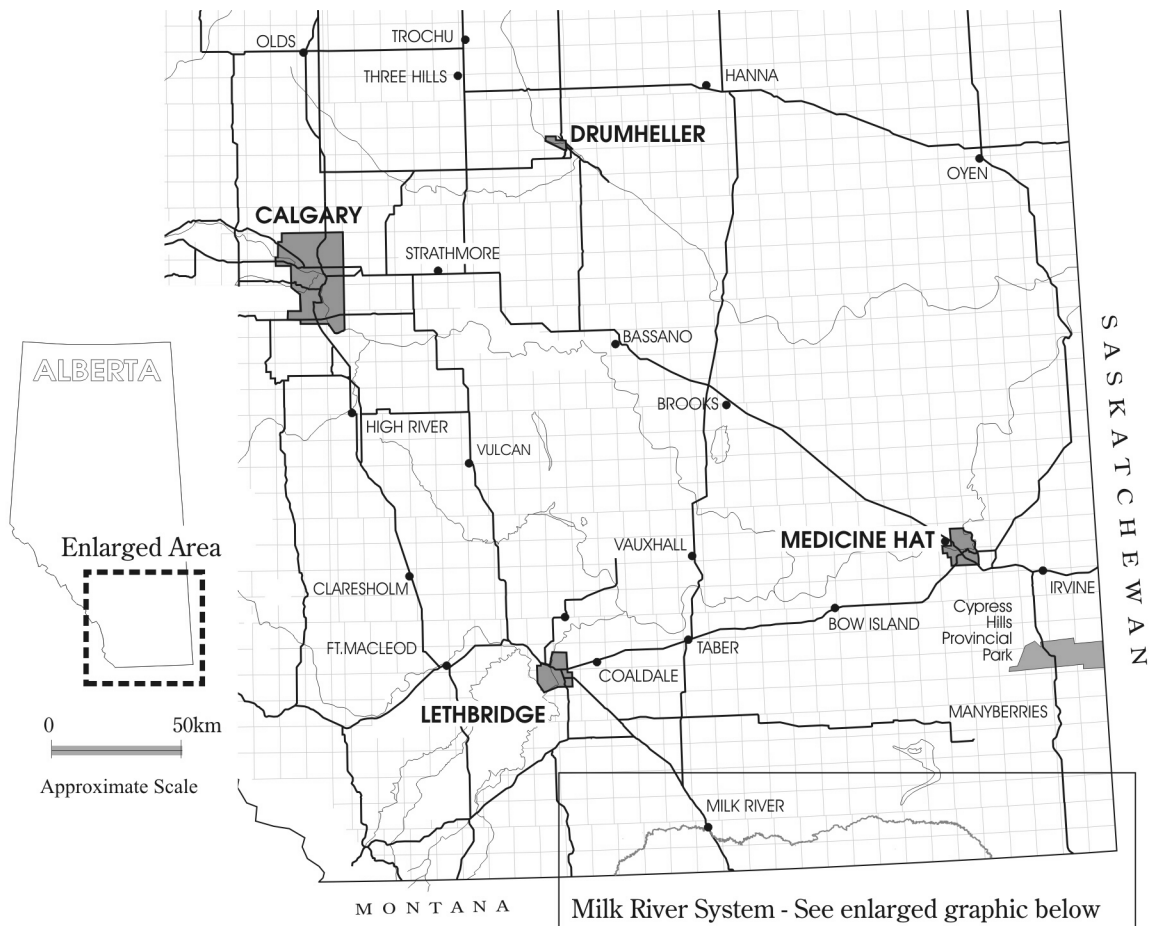 TROCHU
OLDS
THREE HILLS
HANNA
DRUMHELLER
OYEN
CALGARY
STRATHMORE
BASSANO
ALBERTA
BROOKS
HIGH RIVER
VULCAN
SASKATCHEWAN
Enlarged Area
MEDICINE HAT
VAUXHALL
CLARESHOLM
IRVINE
Cypress
Hills
Provincial
Park
BOW ISLAND
FT.MACLEOD
TABER
COALDALE
LETHBRIDGE
MANYBERRIES
0 50km
Approximate Scale
MILK RIVER
MONTANA
Milk River System - See enlarged graphic below